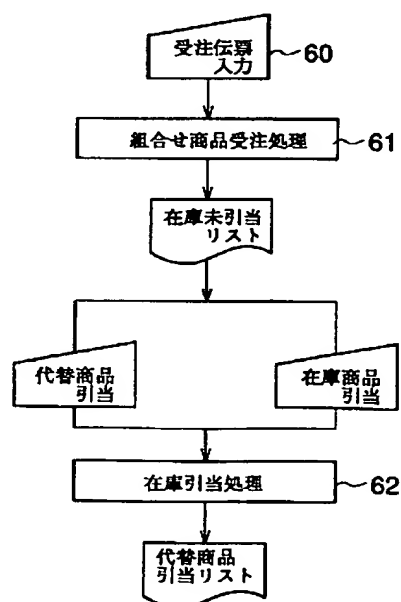 受注伝票
入力
60
組合せ商品受注処理
61
在庫未引当
リスト
代替商品
引当
在庫商品
引当
在庫引当処理
62
代替商品
引当リスト